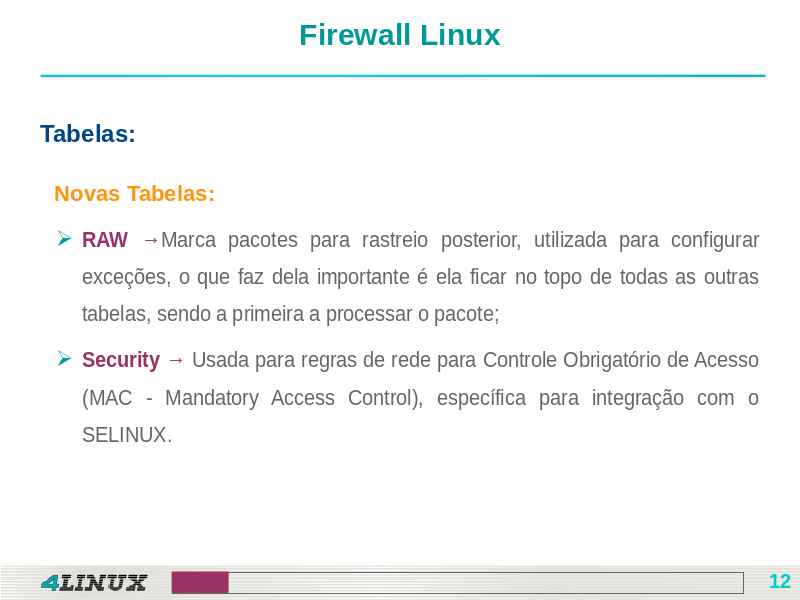 Firewall Linux
Tabelas:
Novas Tabelas:
➢ RAW →Marca pacotes para rastreio posterior, utilizada para configurar
exceções, o que faz dela importante é ela ficar no topo de todas as outras
tabelas, sendo a primeira a processar o pacote;
➢ Security → Usada para regras de rede para Controle Obrigatório de Acesso
(MAC - Mandatory Access Control), específica para integração com o
SELINUX.
4LINUX
12